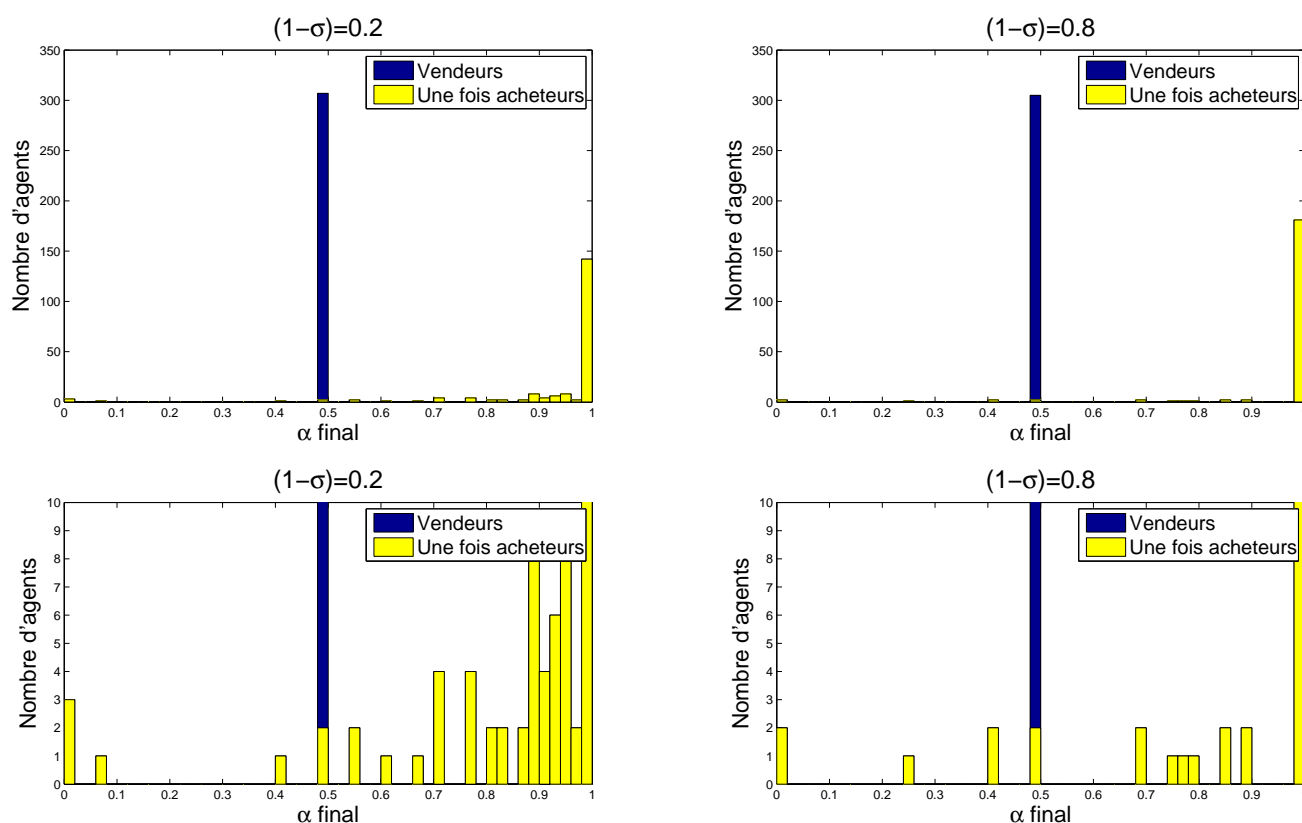 (1−σ)=0.2
350
300
250
200
150
100
50
0
Nombre d'agents
Vendeurs
Une fois acheteurs
0 0.1 0.2 0.3 0.4 0.5 0.6 0.7 0.8 0.9 1
α final
(1−σ)=0.8
350
300
250
200
150
100
50
0
Nombre d'agents
Vendeurs
Une fois acheteurs
0 0.1 0.2 0.3 0.4 0.5 0.6 0.7 0.8 0.9
α final
(1−σ)=0.2
10
9
8
7
6
5
4
3
2
1
0
Nombre d'agents
Vendeurs
Une fois acheteurs
0 0.1 0.2 0.3 0.4 0.5 0.6 0.7 0.8 0.9 1
α final
(1−σ)=0.8
10
9
8
7
6
5
4
3
2
1
0
Nombre d'agents
Vendeurs
Une fois acheteurs
0 0.1 0.2 0.3 0.4 0.5 0.6 0.7 0.8 0.9
α final